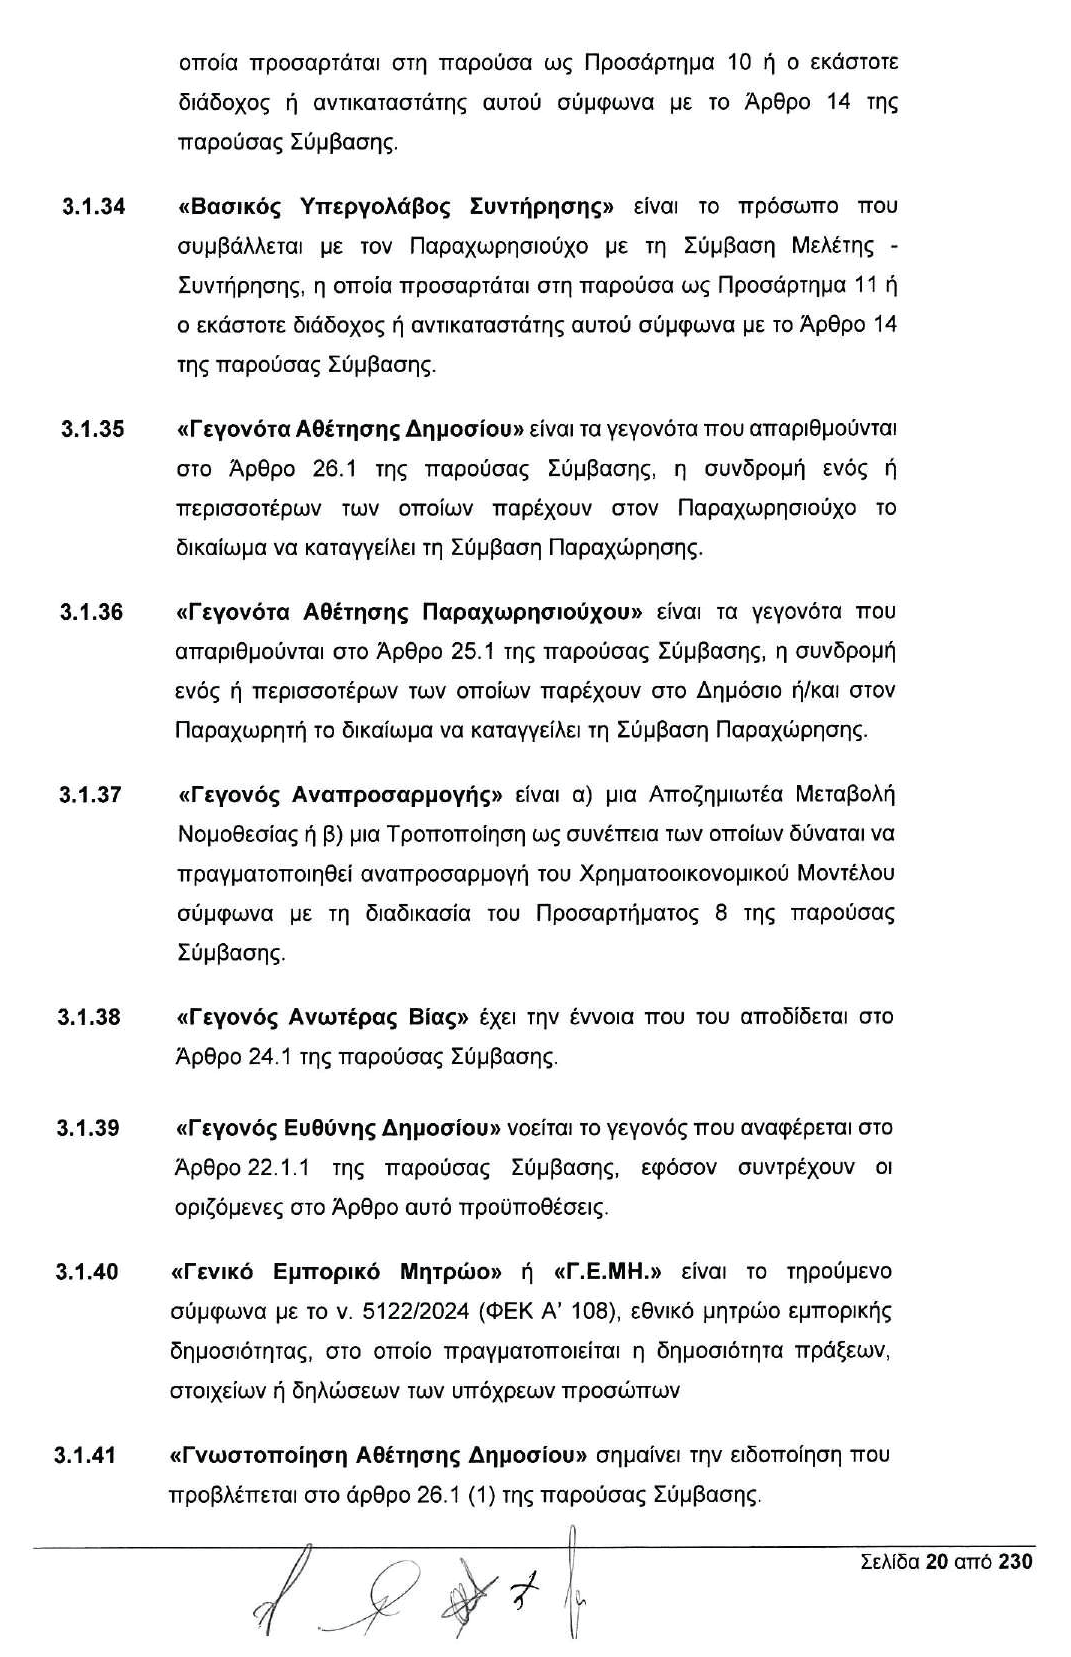 οποία προσαρτάται στη παρούσα ως Προσάρτημα 10 ή ο εκάστοτε
διάδοχος ή αντικαταστάτης αυτού σύμφωνα με το Άρθρο 14 της
παρούσας Σύμβασης.
3.1.34 «Βασικός Υπεργολάβος Συντήρησης» είναι το πρόσωπο που
συμβάλλεται με τον Παραχωρησιούχο με τη Σύμβαση Μελέτης -
Συντήρησης, η οποία προσαρτάται στη παρούσα ως Προσάρτημα 11 ή
ο εκάστοτε διάδοχος ή αντικαταστάτης αυτού σύμφωνα με το Άρθρο 14
της παρούσας Σύμβασης.
3.1.35 «Γεγονότα Αθέτησης Δημοσίου» είναι τα γεγονότα που απαριθμούνται
στο Άρθρο 26.1 της παρούσας Σύμβασης, η συνδρομή ενός ή
περισσοτέρων των οποίων παρέχουν στον Παραχωρησιούχο το
δικαίωμα να καταγγείλει τη Σύμβαση Παραχώρησης.
3.1.36 «Γεγονότα Αθέτησης Παραχωρησιούχου» είναι τα γεγονότα που
απαριθμούνται στο Άρθρο 25.1 της παρούσας Σύμβασης, η συνδρομή
ενός ή περισσοτέρων των οποίων παρέχουν στο Δημόσιο ή/και στον
Παραχωρητή το δικαίωμα να καταγγείλει τη Σύμβαση Παραχώρησης.
3.1.37 «Γεγονός Αναπροσαρμογής» είναι α) μια Αποζημιωτέα Μεταβολή
Νομοθεσίας ή β) μια Τροποποίηση ως συνέπεια των οποίων δύναται να
πραγματοποιηθεί αναπροσαρμογή του Χρηματοοικονομικού Μοντέλου
σύμφωνα με τη διαδικασία του Προσαρτήματος 8 της παρούσας
Σύμβασης.
3.1.38 «Γεγονός Ανωτέρας Βίας» έχει την έννοια που του αποδίδεται στο
Άρθρο 24.1 της παρούσας Σύμβασης.
3.1.39 «Γεγονός Ευθύνης Δημοσίου» νοείται το γεγονός που αναφέρεται στο
Άρθρο 22.1.1 της παρούσας Σύμβασης, εφόσον συντρέχουν οι
οριζόμενες στο Άρθρο αυτό προϋποθέσεις.
3.1.40 «Γενικό Εμπορικό Μητρώο» ή «Γ.Ε.ΜΗ.» είναι το τηρούμενο
σύμφωνα με το ν. 5122/2024 (ΦΕΚ Α’ 108), εθνικό μητρώο εμπορικής
δημοσιότητας, στο οποίο πραγματοποιείται η δημοσιότητα πράξεων,
στοιχείων ή δηλώσεων των υπόχρεων προσώπων
3.1.41 «Γνωστοποίηση Αθέτησης Δημοσίου» σημαίνει την ειδοποίηση που
προβλέπεται στο άρθρο 26.1 (1) της παρούσας Σύμβασης.
Σελίδα 20 από 230